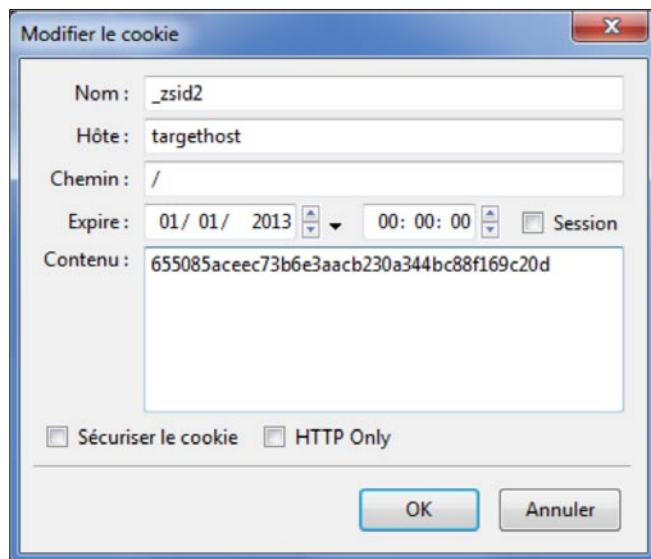 Modifier le cookie
Nom : _zsid2
Hôte : targethost
Chemin : /
Expire : 01/ 01/ 2013 00: 00: 00 Session
Contenu : 655085aceec73b6e3aacb230a344bc88f169c20d
Sécuriser le cookie HTTP Only
OK Annuler